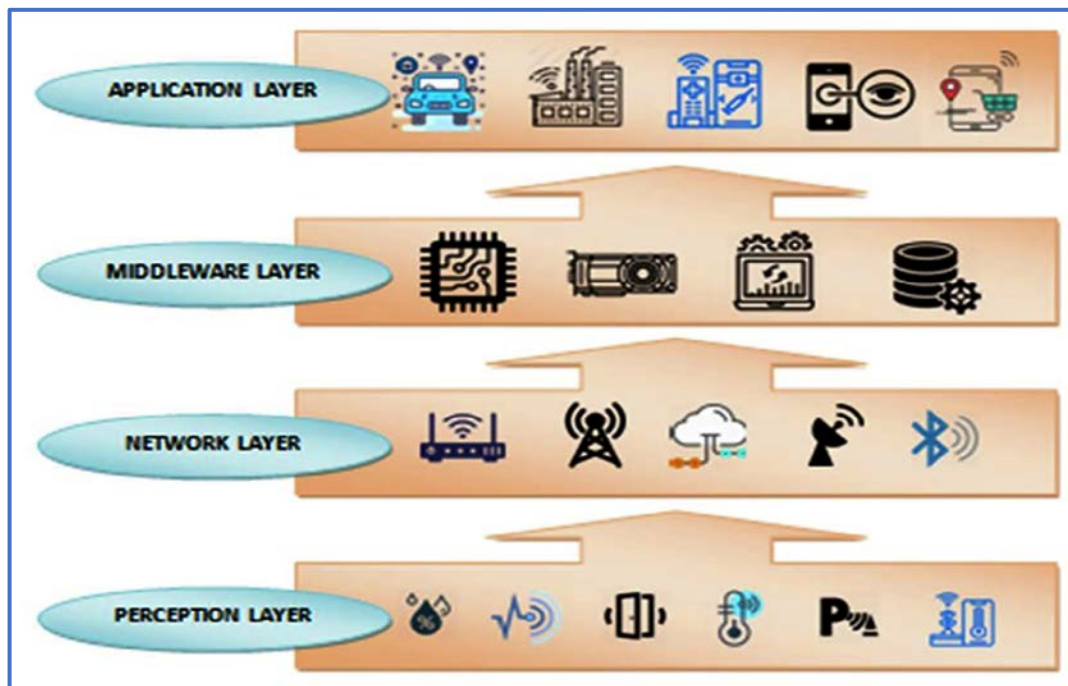 APPLICATION LAYER
MIDDLEWARE LAYER
NETWORK LAYER
PERCEPTION LAYER
%
P